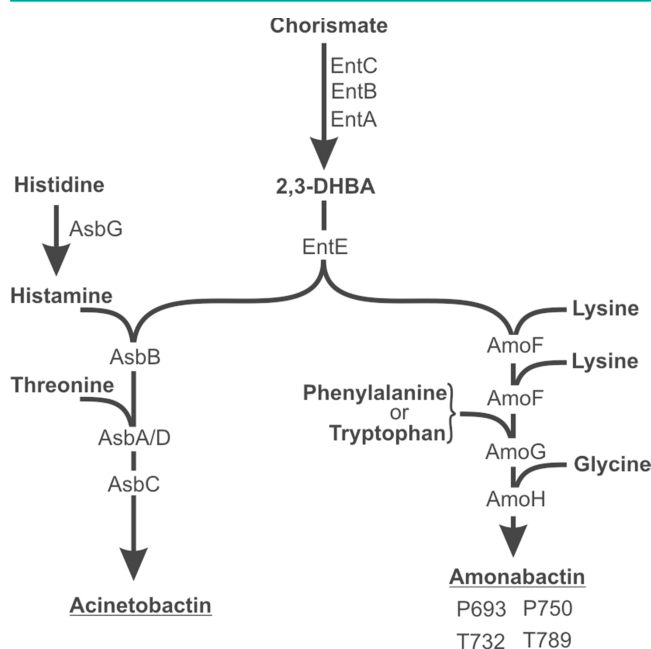 Chorismate
EntC
EntB
EntA
2,3-DHBA
EntE
Histidine
AsbG
Histamine
AsbB
Threonine
AsbA/D
AsbC
Acinetobactin
Lysine
AmoF
Lysine
AmoF
Phenylalanine
or
Tryptophan
AmoG
Glycine
AmoH
Amonabactin
P693 P750
T732 T789